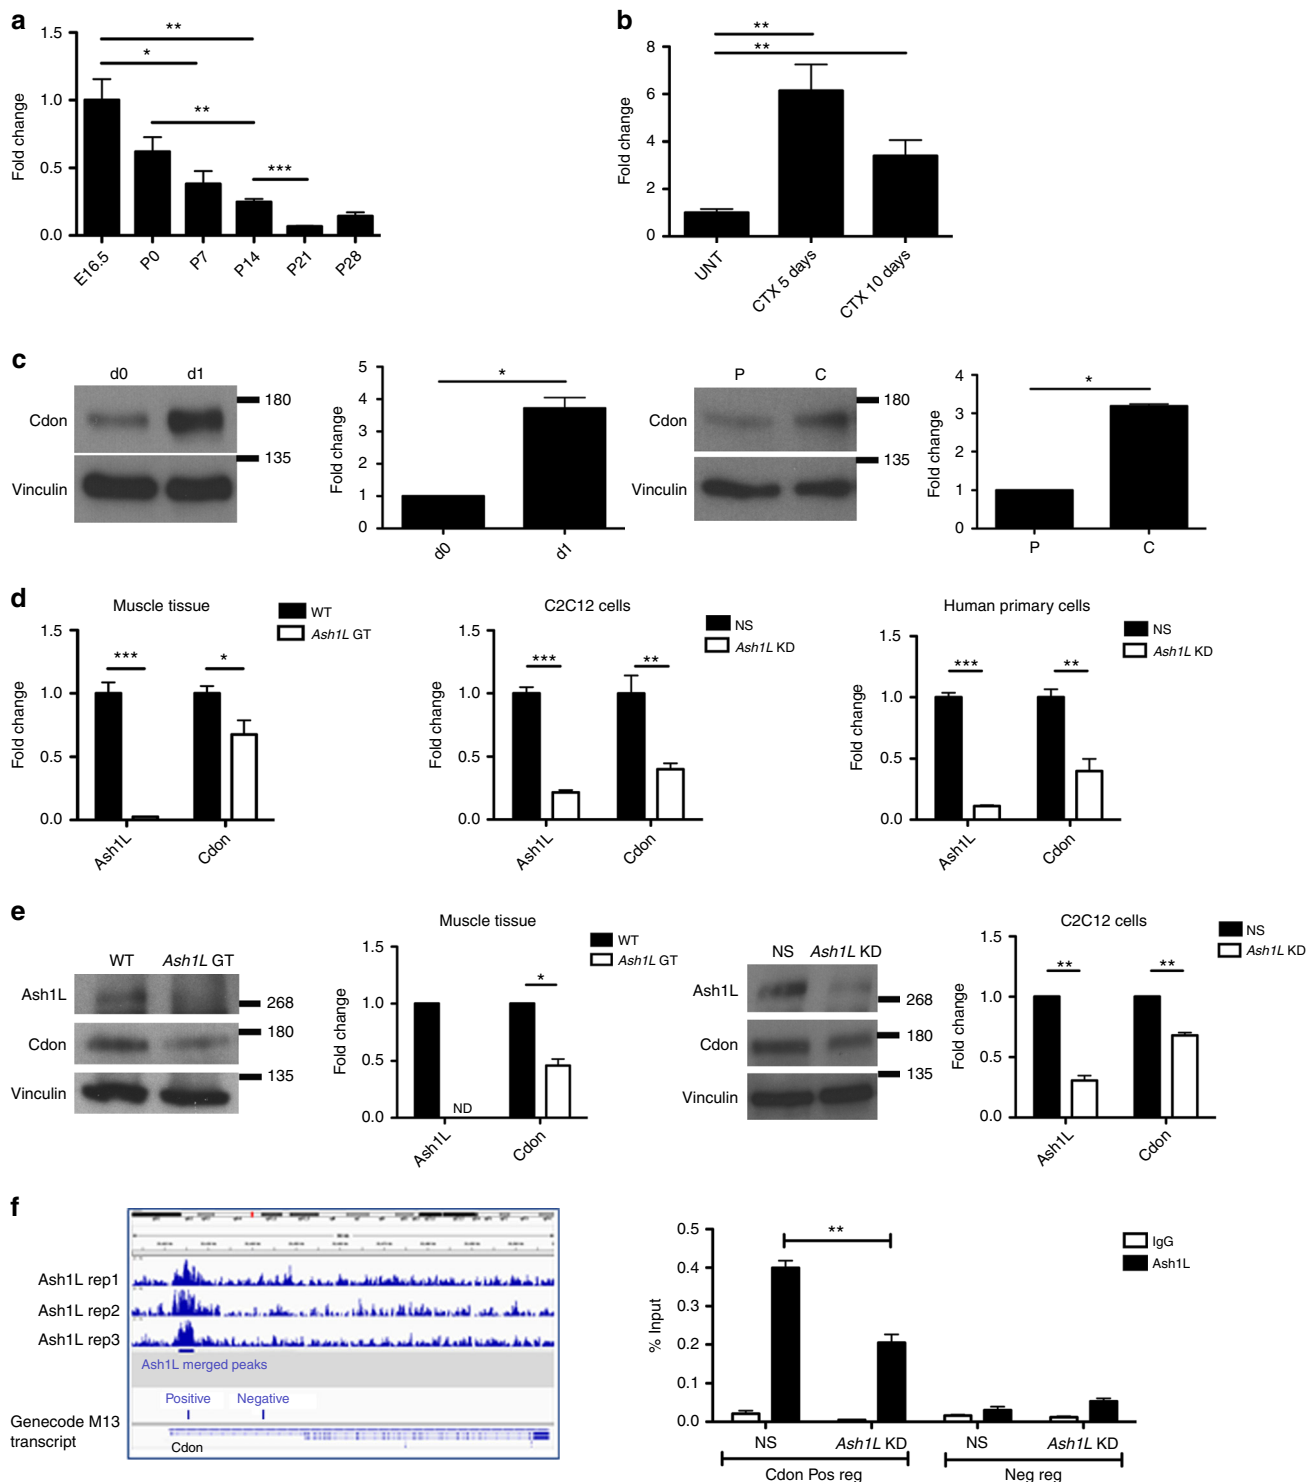 a
**
*
**
***
1.5
1.0
0.5
0.0
Fold change
E16.5
P0
P7
P14
P21
P28
b
**
**
8
6
4
2
0
Fold change
UNT
CTX 5 days
CTX 10 days
c
d0 d1
180
Cdon
135
Vinculin
5
4
3
2
1
0
Fold change
*
d0
d1
P C
180
Cdon
135
Vinculin
4
3
2
1
0
Fold change
*
P
C
d
Muscle tissue
WT
Ash1L GT
1.5
1.0
0.5
0.0
Fold change
***
*
Ash1L
Cdon
C2C12 cells
NS
Ash1L KD
1.5
1.0
0.5
0.0
Fold change
***
**
Ash1L
Cdon
Human primary cells
NS
Ash1L KD
1.5
1.0
0.5
0.0
Fold change
***
**
Ash1L
Cdon
e
WT Ash1L GT
Ash1L
268
Cdon
180
135
Vinculin
Muscle tissue
WT
Ash1L GT
1.5
1.0
0.5
0.0
Fold change
*
ND
Ash1L
Cdon
NS Ash1L KD
Ash1L
268
Cdon
180
135
Vinculin
C2C12 cells
NS
Ash1L KD
1.5
1.0
0.5
0.0
Fold change
**
**
Ash1L
Cdon
f
Ash1L rep1
Ash1L rep2
Ash1L rep3
Ash1L merged peaks
Positive Negative
Genecode M13
transcript
Cdon
0.5
0.4
0.3
0.2
0.1
0.0
% Input
**
IgG
Ash1L
NS
Ash1L KD
NS
Ash1L KD
Cdon Pos reg
Neg reg